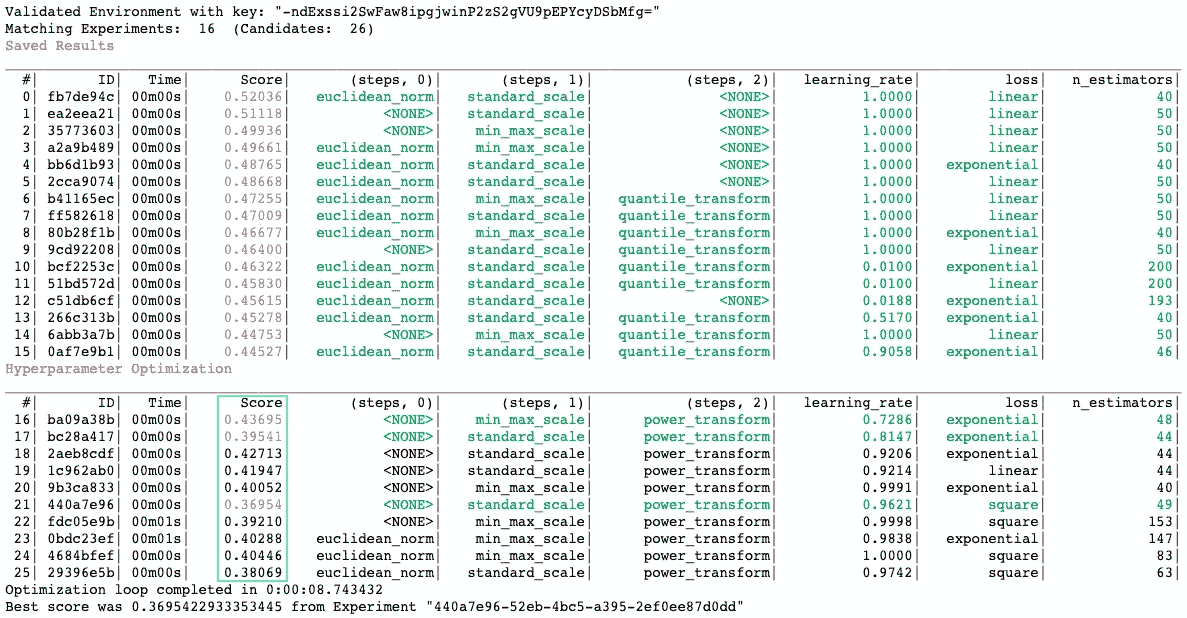 Validated Environment with key: "-ndExssi2SwFaw8ipgjwinP2zS2gVU9pEPYcyDSbMfg="
Matching Experiments:  16  (Candidates:  26)
Saved Results
#| ID| Time| Score| (steps, 0)| (steps, 1)| (steps, 2)| learning_rate| loss| n_estimators|
0| fb7de94c| 00m00s| 0.52036| euclidean_norm| standard_scale| <NONE>| 1.0000| linear| 40|
1| ea2eea21| 00m00s| 0.51118| <NONE>| standard_scale| <NONE>| 1.0000| linear| 50|
2| 35773603| 00m00s| 0.49936| <NONE>| min_max_scale| <NONE>| 1.0000| linear| 50|
3| a2a9b489| 00m00s| 0.49661| euclidean_norm| min_max_scale| <NONE>| 1.0000| linear| 50|
4| bb6d1b93| 00m00s| 0.48765| euclidean_norm| standard_scale| <NONE>| 1.0000| exponential| 40|
5| 2cca9074| 00m00s| 0.48668| euclidean_norm| standard_scale| <NONE>| 1.0000| linear| 50|
6| b41165ec| 00m00s| 0.47255| euclidean_norm| min_max_scale| quantile_transform| 1.0000| linear| 50|
7| ff582618| 00m00s| 0.47009| euclidean_norm| standard_scale| quantile_transform| 1.0000| linear| 50|
8| 80b28f1b| 00m00s| 0.46677| euclidean_norm| min_max_scale| quantile_transform| 1.0000| exponential| 40|
9| 9cd92208| 00m00s| 0.46400| <NONE>| standard_scale| quantile_transform| 1.0000| linear| 50|
10| bcf2253c| 00m00s| 0.46322| euclidean_norm| standard_scale| quantile_transform| 0.0100| exponential| 200|
11| 51bd572d| 00m00s| 0.45830| euclidean_norm| standard_scale| quantile_transform| 0.0100| linear| 200|
12| c51db6cf| 00m00s| 0.45615| euclidean_norm| standard_scale| <NONE>| 0.0188| exponential| 193|
13| 266c313b| 00m00s| 0.45278| euclidean_norm| standard_scale| quantile_transform| 0.5170| exponential| 40|
14| 6abb3a7b| 00m00s| 0.44753| <NONE>| min_max_scale| quantile_transform| 1.0000| linear| 50|
15| 0af7e9b1| 00m00s| 0.44527| euclidean_norm| standard_scale| quantile_transform| 0.9058| exponential| 46|
Hyperparameter Optimization
#| ID| Time| Score| (steps, 0)| (steps, 1)| (steps, 2)| learning_rate| loss| n_estimators|
16| ba09a38b| 00m00s| 0.43695| <NONE>| min_max_scale| power_transform| 0.7286| exponential| 48|
17| bc28a417| 00m00s| 0.39541| <NONE>| standard_scale| power_transform| 0.8147| exponential| 44|
18| 2aeb8cdf| 00m00s| 0.42713| <NONE>| standard_scale| power_transform| 0.9206| exponential| 44|
19| 1c962ab0| 00m00s| 0.41947| <NONE>| standard_scale| power_transform| 0.9214| linear| 44|
20| 9b3ca833| 00m00s| 0.40052| <NONE>| min_max_scale| power_transform| 0.9991| exponential| 40|
21| 440a7e96| 00m00s| 0.36954| <NONE>| standard_scale| power_transform| 0.9621| square| 49|
22| fdc05e9b| 00m01s| 0.39210| <NONE>| min_max_scale| power_transform| 0.9998| square| 153|
23| 0bdc23ef| 00m01s| 0.40288| euclidean_norm| min_max_scale| power_transform| 0.9838| exponential| 147|
24| 4684bfef| 00m00s| 0.40446| euclidean_norm| min_max_scale| power_transform| 1.0000| square| 83|
25| 29396e5b| 00m00s| 0.38069| euclidean_norm| standard_scale| power_transform| 0.9742| square| 63|
Optimization loop completed in 0:00:08.743432
Best score was 0.3695422933353445 from Experiment "440a7e96-52eb-4bc5-a395-2ef0ee87d0dd"